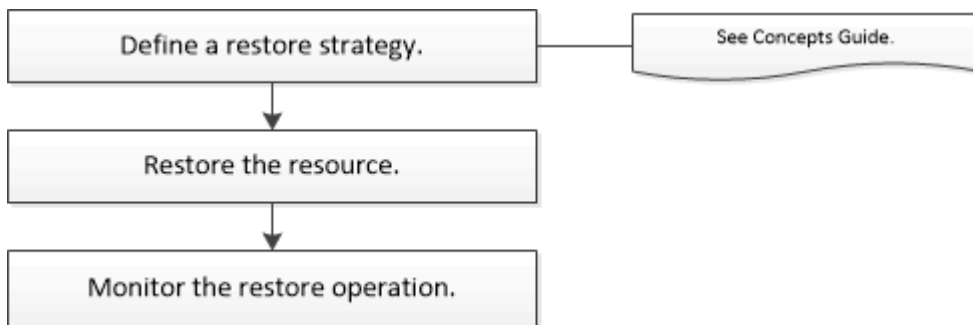 Define a restore strategy.
See Concepts Guide.
Restore the resource.
Monitor the restore operation.